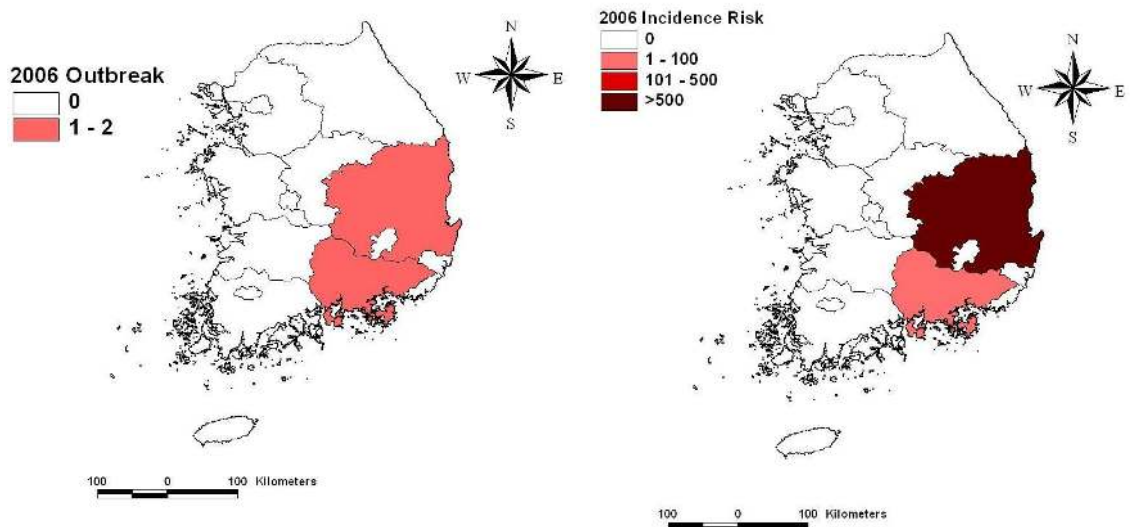 2006 Outbreak
0
1 - 2
N
W
E
S
100 0 100 Kilometers
2006 Incidence Risk
0
1 - 100
101 - 500
>500
N
W
E
S
100 0 100 Kilometers